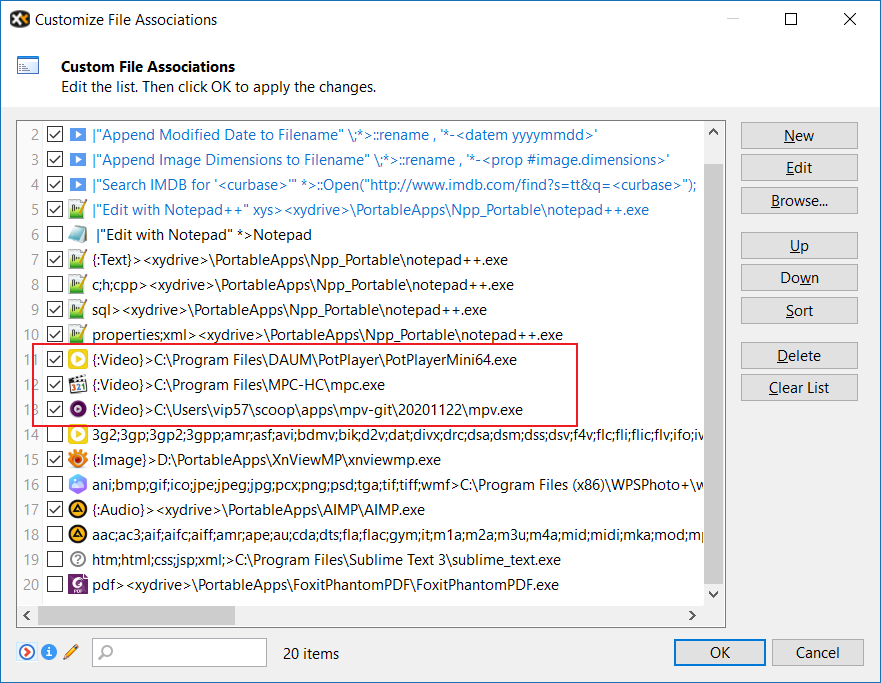 Customize File Associations
Custom File Associations
Edit the list. Then click OK to apply the changes.
2 |"Append Modified Date to Filename" \;*>::rename , '*-<datem yyyymmdd>'
3 |"Append Image Dimensions to Filename" \;*>::rename , '*-<prop #image.dimensions>'
4 |"Search IMDB for '<curbase>'" *>::Open("http://www.imdb.com/find?s=tt&q=<curbase>");
5 |"Edit with Notepad++" xys><xydrive>\PortableApps\Npp_Portable\notepad++.exe
6 |"Edit with Notepad" *>Notepad
7 {:Text}><xydrive>\PortableApps\Npp_Portable\notepad++.exe
8 c;h;cpp><xydrive>\PortableApps\Npp_Portable\notepad++.exe
9 sql><xydrive>\PortableApps\Npp_Portable\notepad++.exe
10 properties;xml><xydrive>\PortableApps\Npp_Portable\notepad++.exe
11 {:Video}>C:\Program Files\DAUM\PotPlayer\PotPlayerMini64.exe
12 {:Video}>C:\Program Files\MPC-HC\mpc.exe
13 {:Video}>C:\Users\vip57\scoop\apps\mpv-git\20201122\mpv.exe
14 3g2;3gp;3gp2;3gpp;amr;asf;avi;bdmv;bik;d2v;dat;divx;drc;dsa;dsm;dss;dsv;f4v;flc;fli;flic;flv;ifo;iv
15 {:Image}>D:\PortableApps\XnViewMP\xnviewmp.exe
16 ani;bmp;gif;ico;jpe;jpeg;jpg;pcx;png;psd;tga;tif;tiff;wmf>C:\Program Files (x86)\WPSPhoto+\w
17 {:Audio}><xydrive>\PortableApps\AIMP\AIMP.exe
18 aac;ac3;aif;aifc;aiff;amr;ape;au;cda;dts;fla;flac;gym;it;m1a;m2a;m3u;m4a;mid;midi;mka;mod;mp
19 htm;html;css;jsp;xml;>C:\Program Files\Sublime Text 3\sublime_text.exe
20 pdf><xydrive>\PortableApps\FoxitPhantomPDF\FoxitPhantomPDF.exe
New
Edit
Browse...
Up
Down
Sort
Delete
Clear List
20 items
OK
Cancel